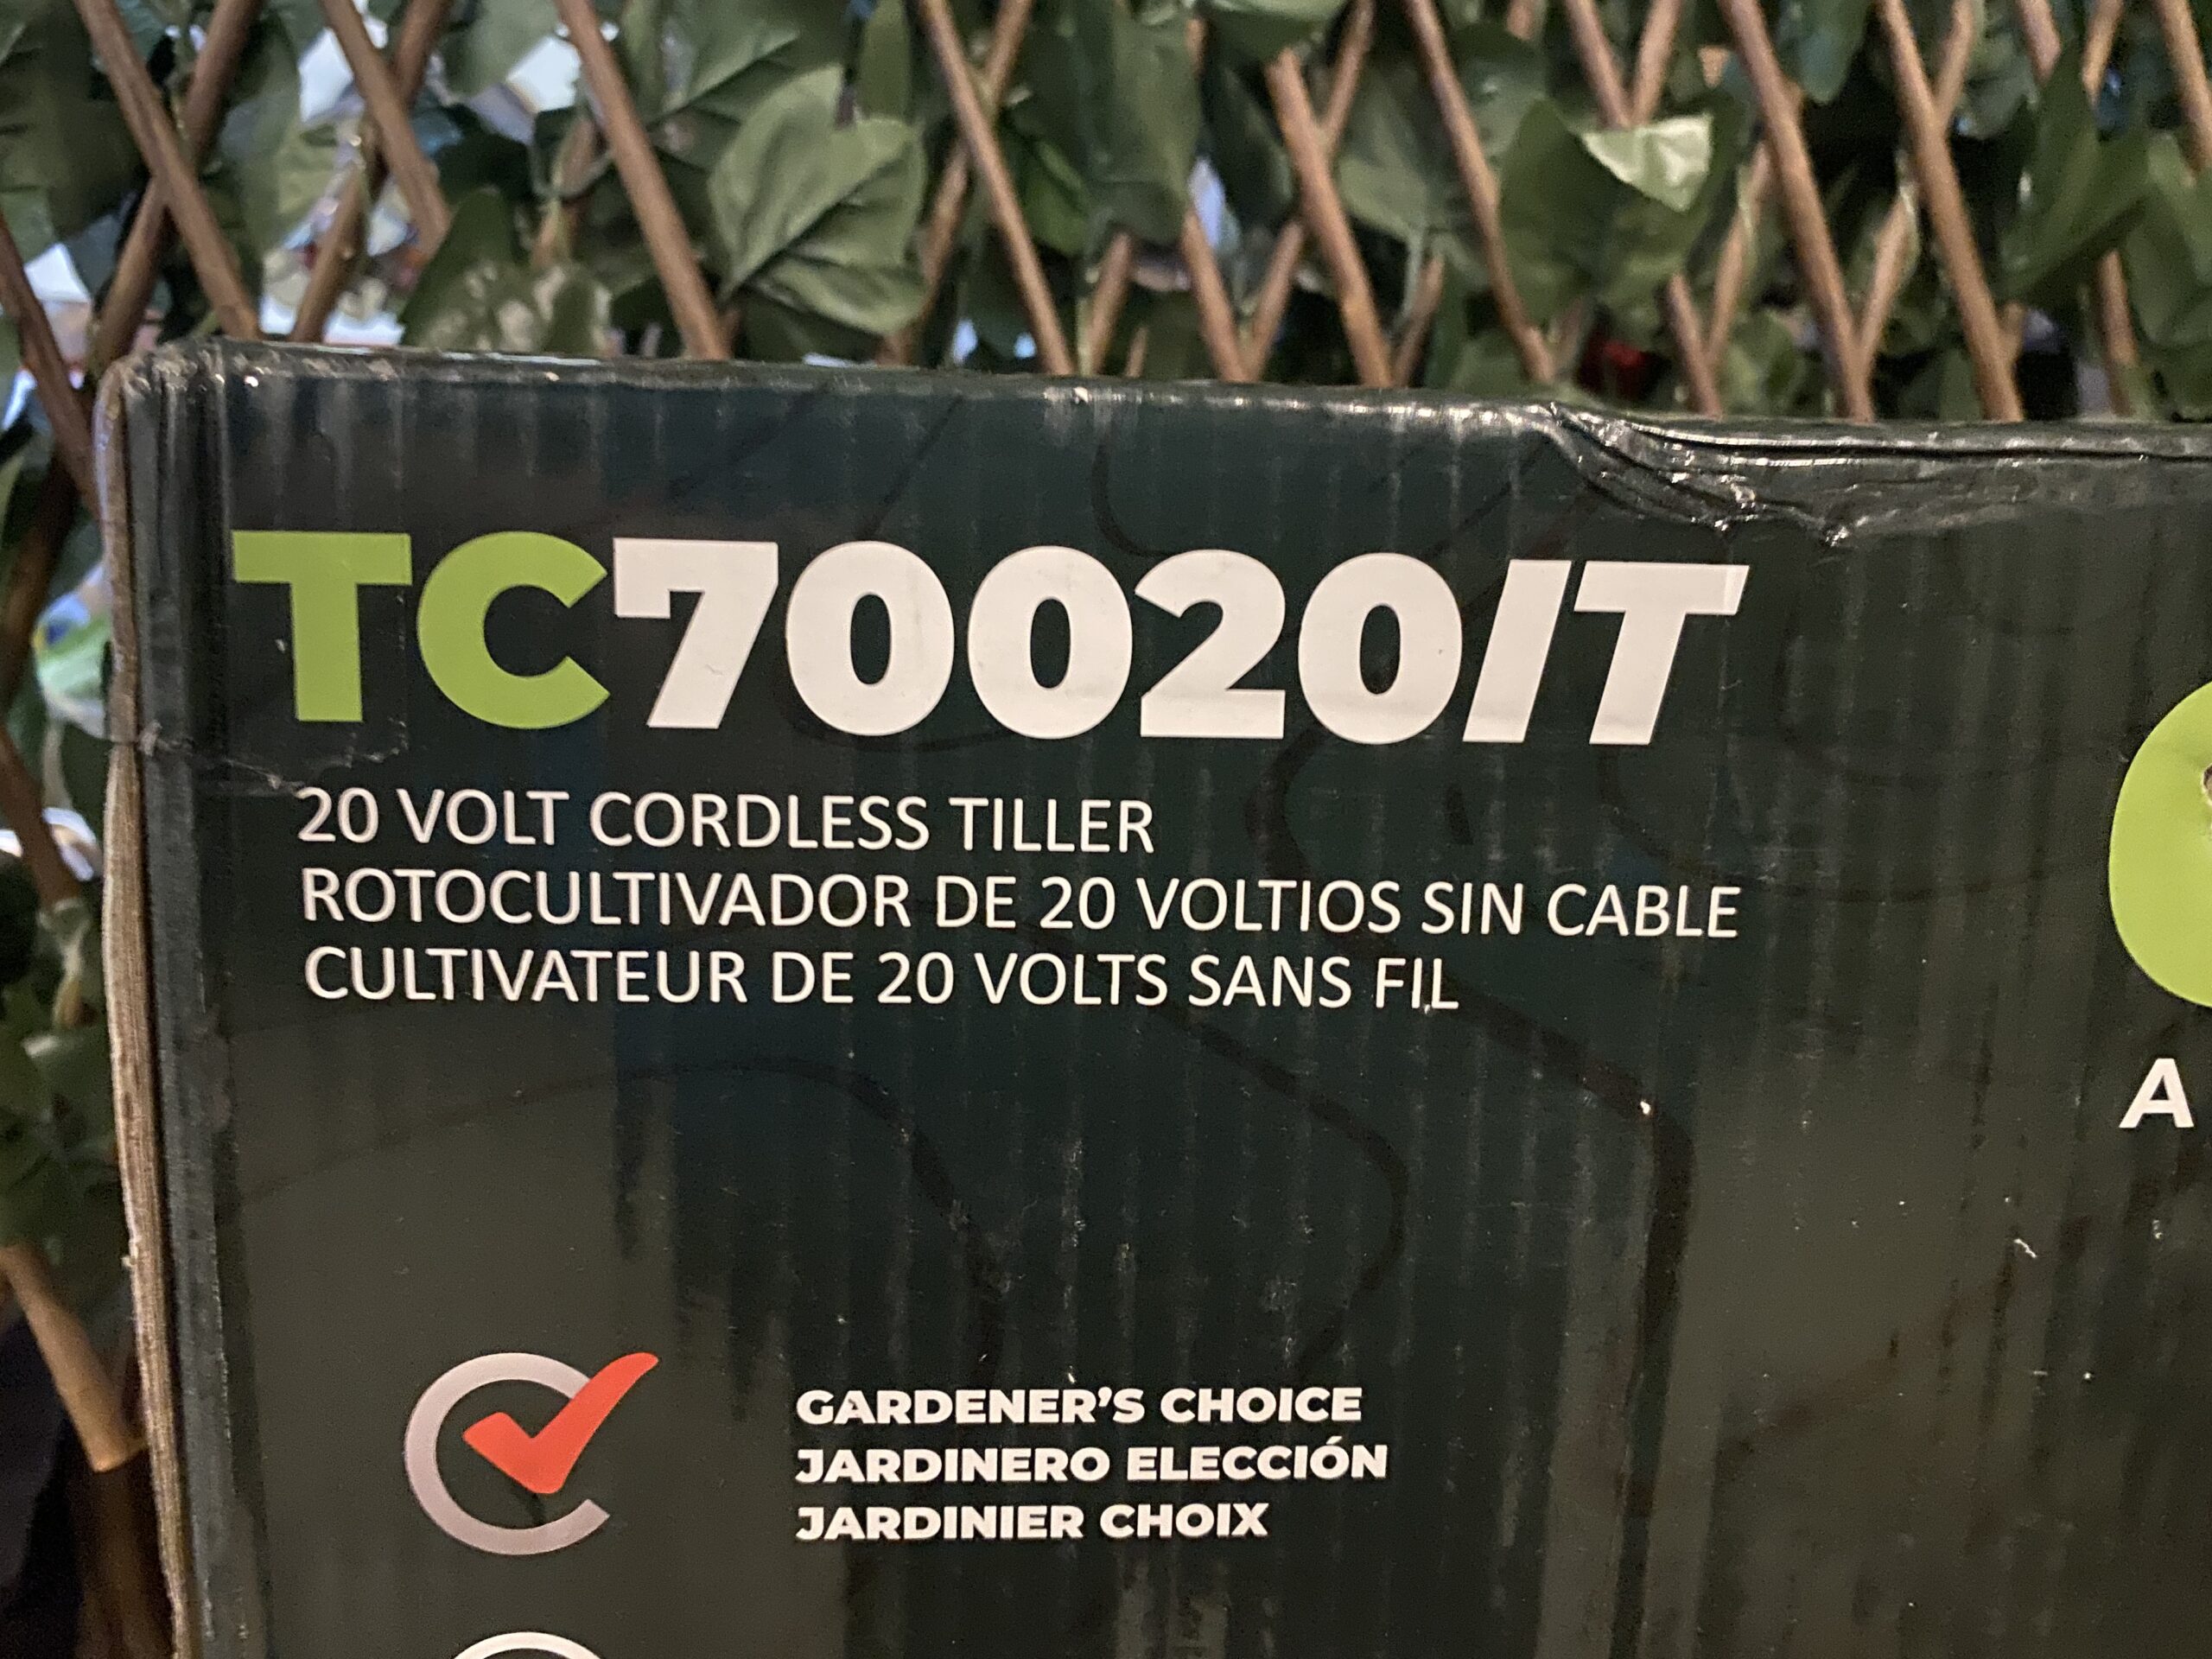 TC70020IT
20 VOLT CORDLESS TILLER
ROTOCULTIVADOR DE 20 VOLTIOS SIN CABLE
CULTIVATEUR DE 20 VOLTS SANS FIL
A
GARDENER'S CHOICE
JARDINERO ELECCIÓN
JARDINIER CHOIX